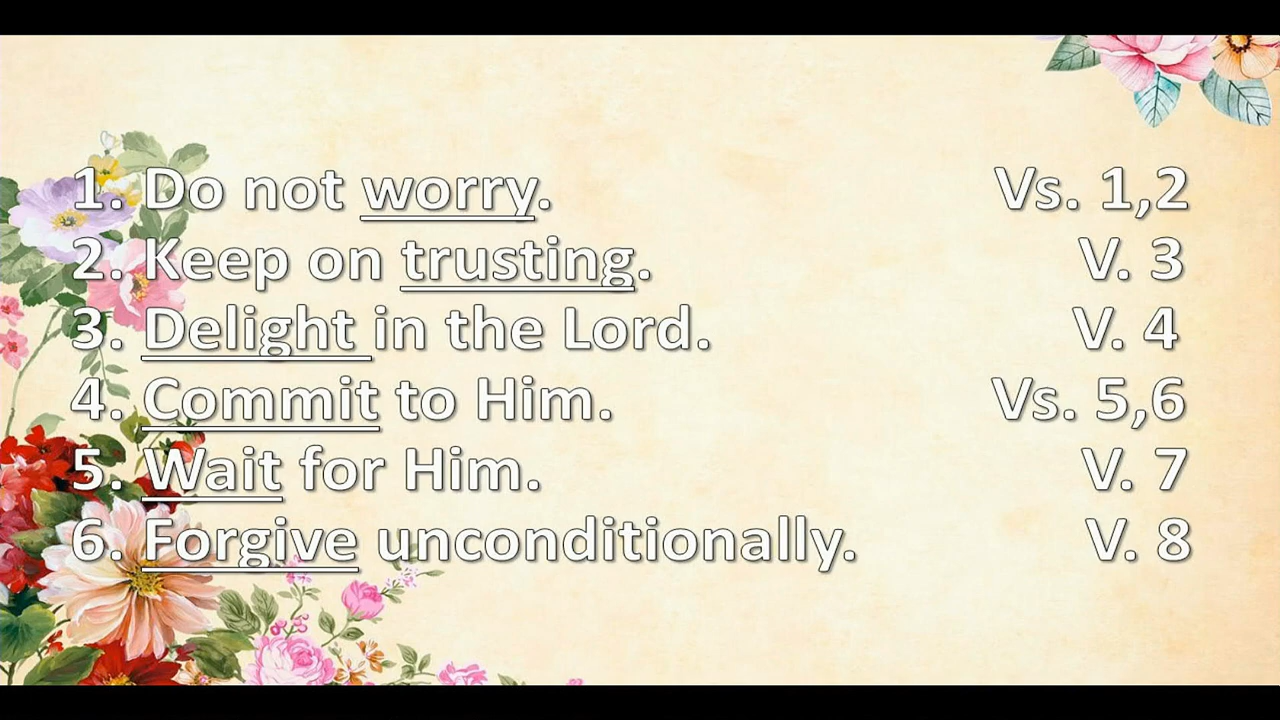 1. Do not worry. Vs. 1,2
2. Keep on trusting. V. 3
3. Delight in the Lord. V. 4
4. Commit to Him. Vs. 5,6
5. Wait for Him. V. 7
6. Forgive unconditionally. V. 8